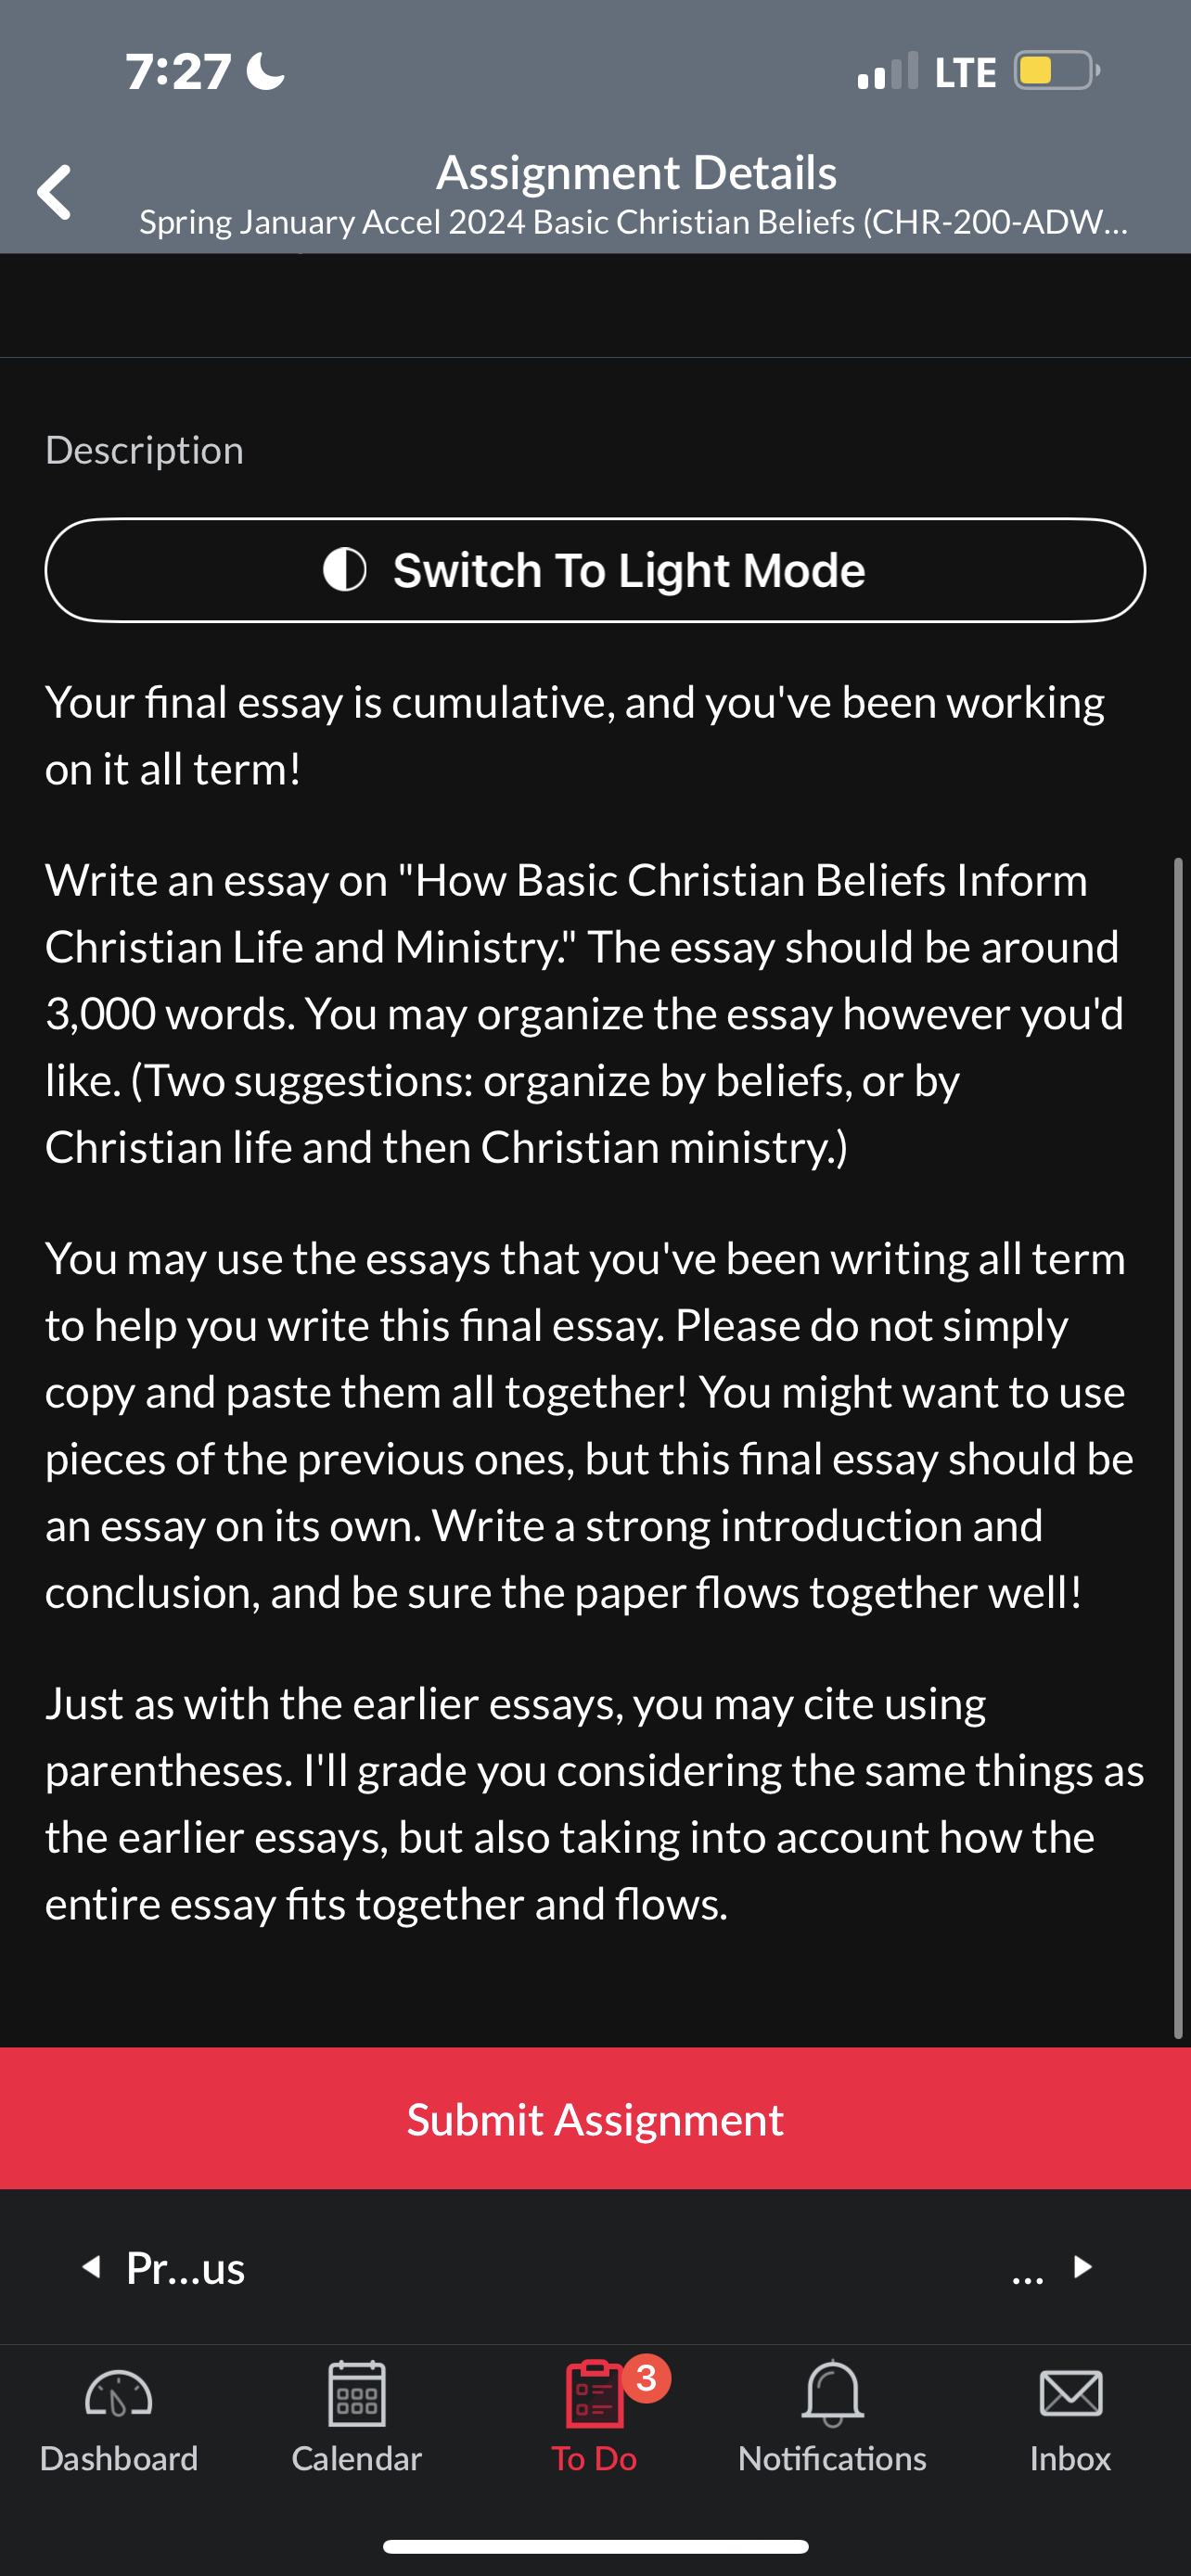 7:27
LTE
Assignment Details
Spring January Accel 2024 Basic Christian Beliefs (CHR-200-ADW...
Description
Switch To Light Mode
Your final essay is cumulative, and you've been working
on it all term!
Write an essay on "How Basic Christian Beliefs Inform
Christian Life and Ministry." The essay should be around
3,000 words. You may organize the essay however you'd
like. (Two suggestions: organize by beliefs, or by
Christian life and then Christian ministry.)
You may use the essays that you've been writing all term
to help you write this final essay. Please do not simply
copy and paste them all together! You might want to use
pieces of the previous ones, but this final essay should be
an essay on its own. Write a strong introduction and
conclusion, and be sure the paper flows together well!
Just as with the earlier essays, you may cite using
parentheses. I'll grade you considering the same things as
the earlier essays, but also taking into account how the
entire essay fits together and flows.
Submit Assignment
Pr...us
...
3
Dashboard
Calendar
To Do
Notifications
Inbox